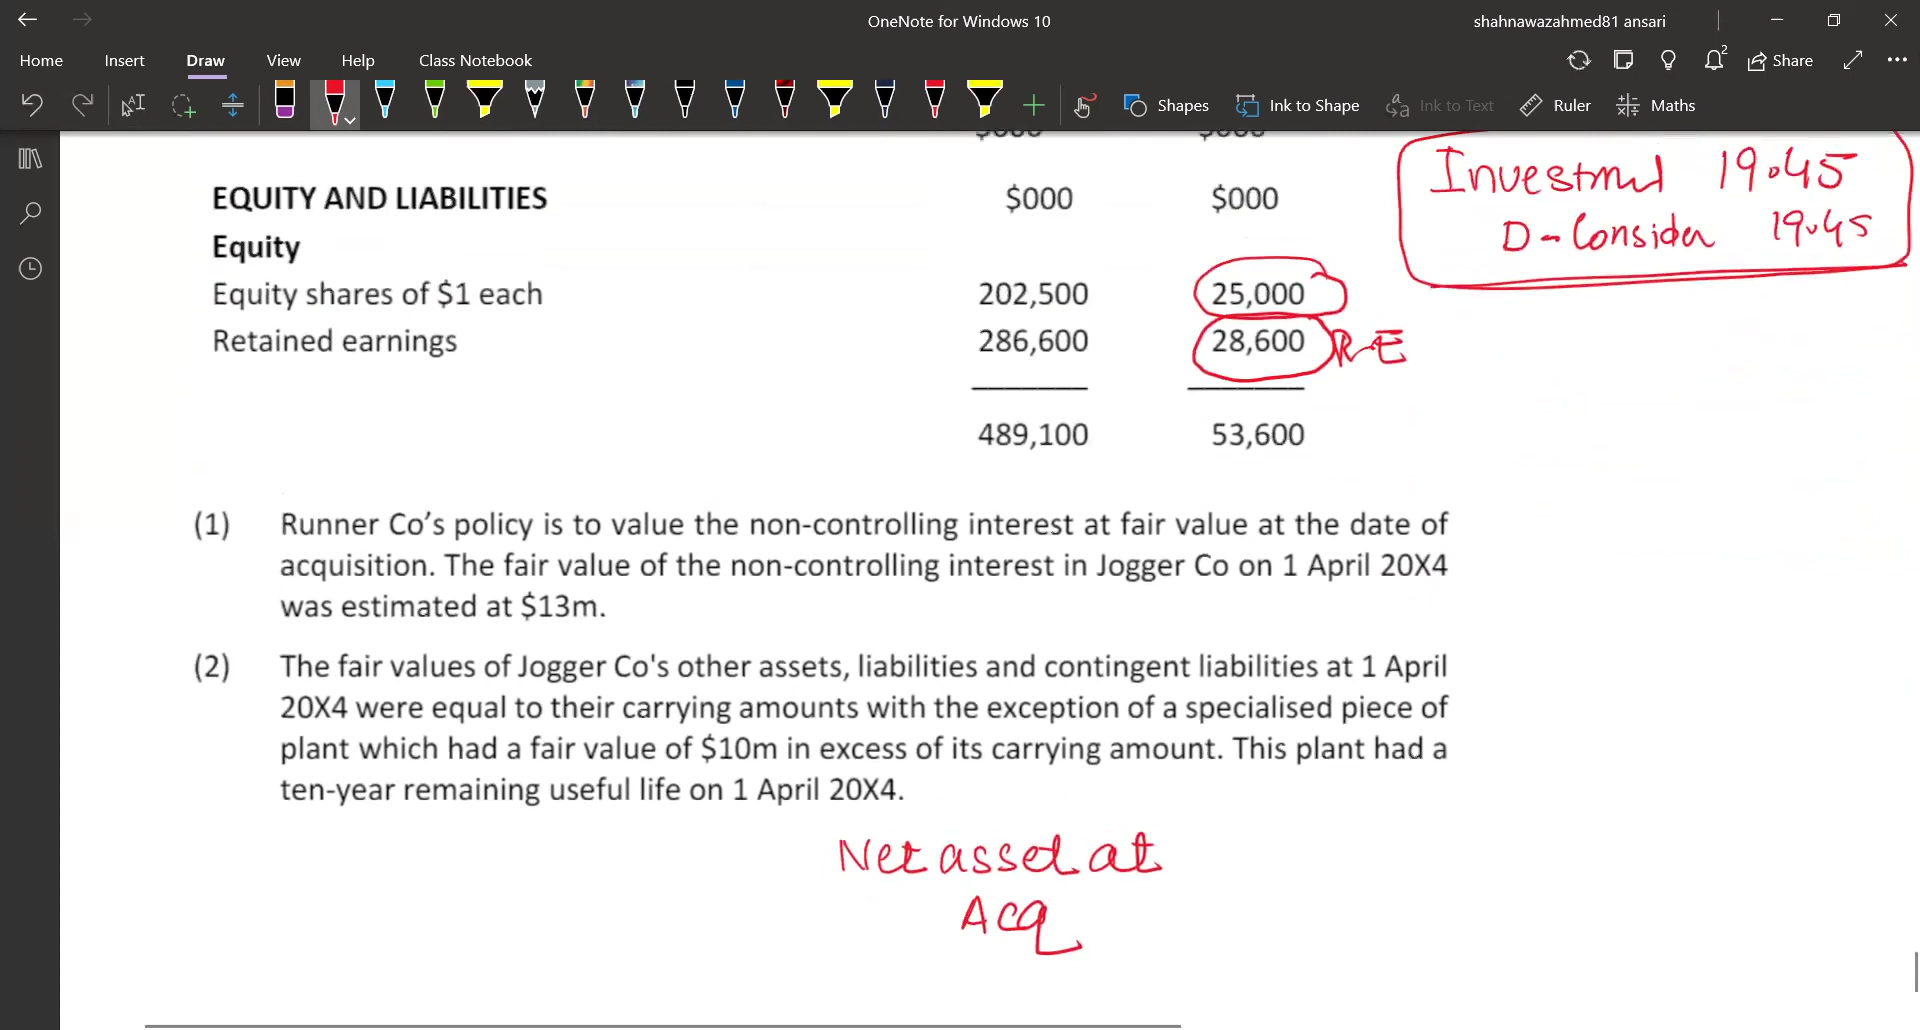 OneNote for Windows 10
shahnawazahmed81 ansari
Home Insert Draw View Help Class Notebook
2
Share
Shapes Ink to Shape Ink to Text Ruler Maths
$000 $000
EQUITY AND LIABILITIES $000 $000
Equity
Equity shares of $1 each 202,500 25,000
Retained earnings 286,600 28,600 R-E
489,100 53,600
Investmd 19.45
D-Consider 19.45
(1) Runner Co's policy is to value the non-controlling interest at fair value at the date of
acquisition. The fair value of the non-controlling interest in Jogger Co on 1 April 20X4
was estimated at $13m.
(2) The fair values of Jogger Co's other assets, liabilities and contingent liabilities at 1 April
20X4 were equal to their carrying amounts with the exception of a specialised piece of
plant which had a fair value of $10m in excess of its carrying amount. This plant had a
ten-year remaining useful life on 1 April 20X4.
Net asset at
Acq